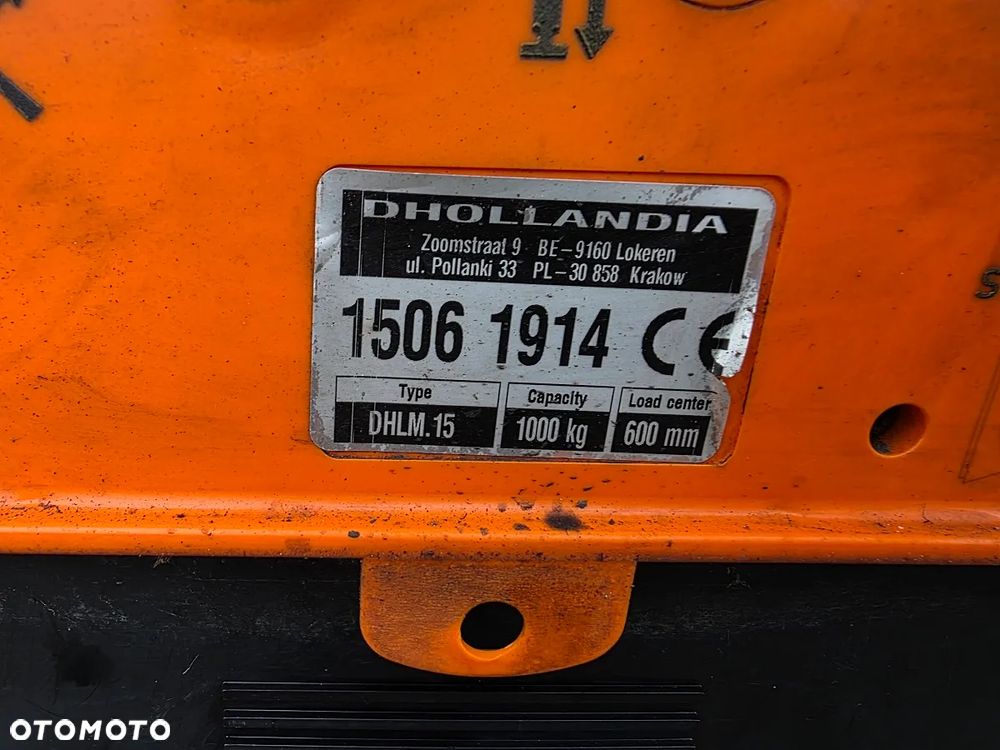 DHOLLANDIA
Zoomstraat 9 BE-9160 Lokeren
ul. Pollanki 33 PL-30 858 Krakow
1506 1914 CE
Type Capacity Load center
DHLM.15 1000 kg 600 mm
S
OTOMOTO